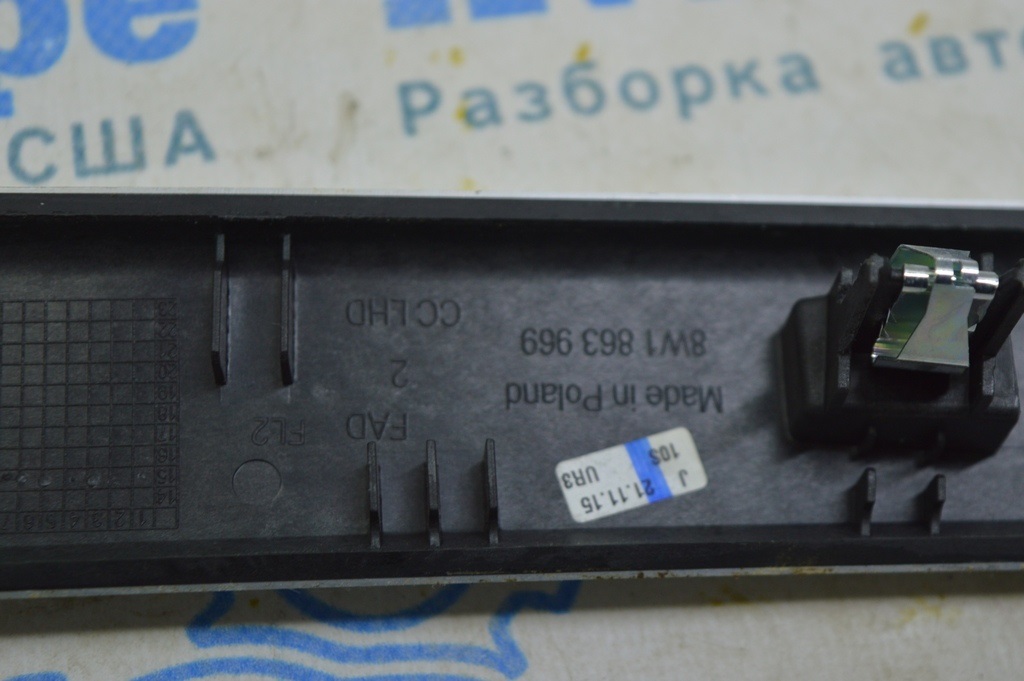 США
Разборка авто
CC LHD
2
FAD
FL2
8W1 863 969
Made in Poland
J
10S
21.11.15
UR3